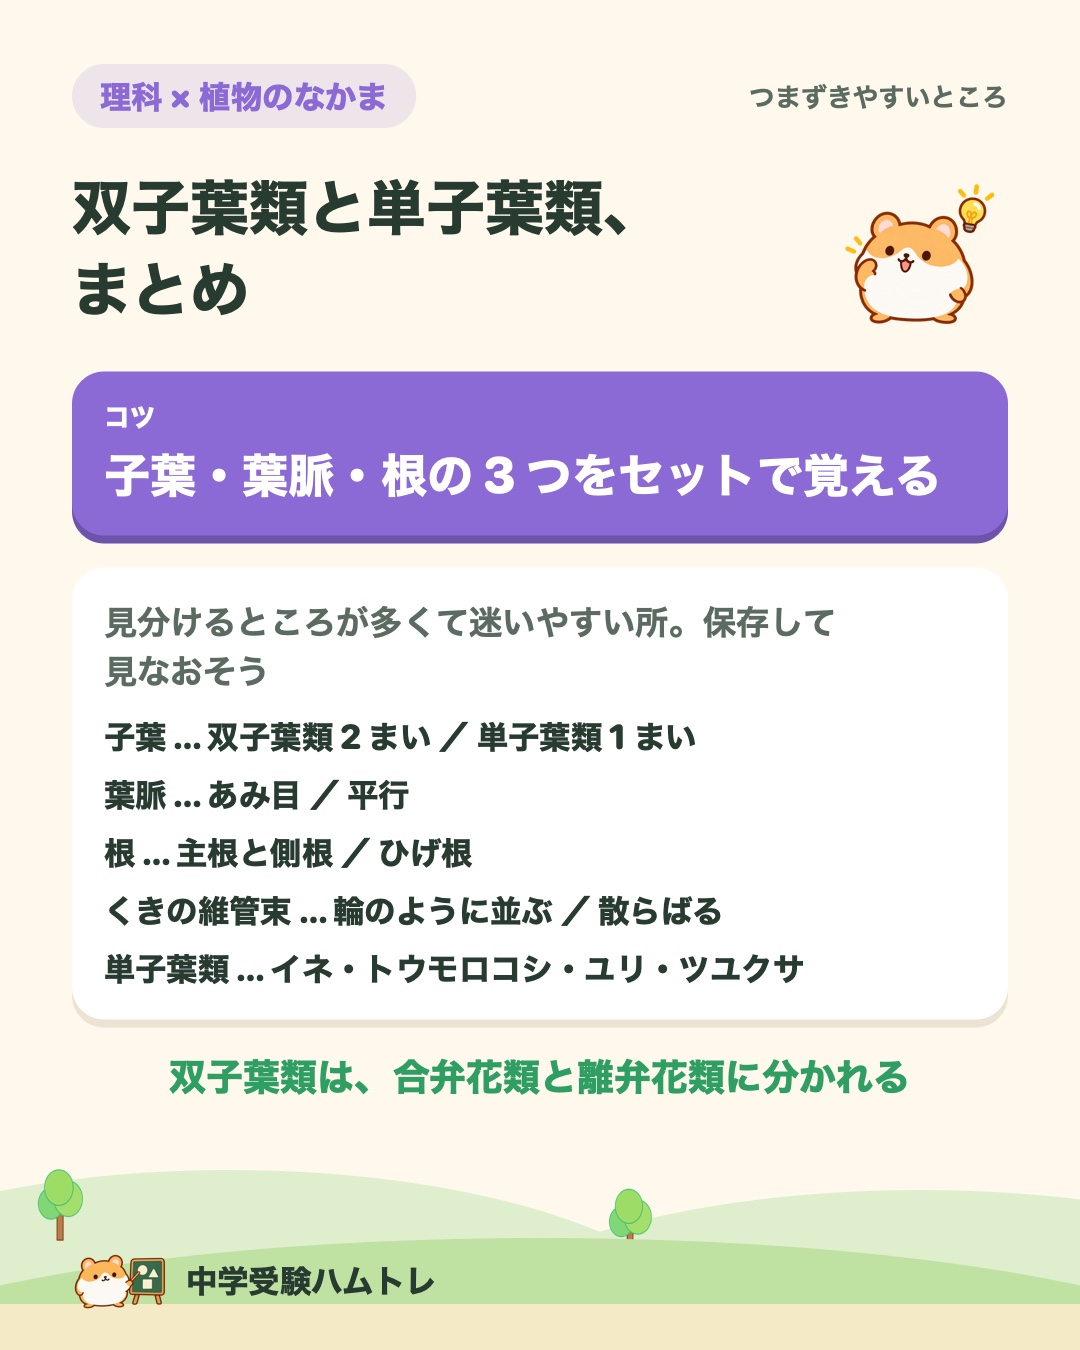 理科 × 植物のなかま
つまずきやすいところ
双子葉類と単子葉類、
まとめ
コツ
子葉・葉脈・根の３つをセットで覚える
見分けるところが多くて迷いやすい所。保存して
見なおそう
子葉 … 双子葉類２まい ／ 単子葉類１まい
葉脈 … あみ目 ／ 平行
根 … 主根と側根 ／ ひげ根
くきの維管束 … 輪のように並ぶ ／ 散らばる
単子葉類 … イネ・トウモロコシ・ユリ・ツユクサ
双子葉類は、合弁花類と離弁花類に分かれる
中学受験ハムトレ